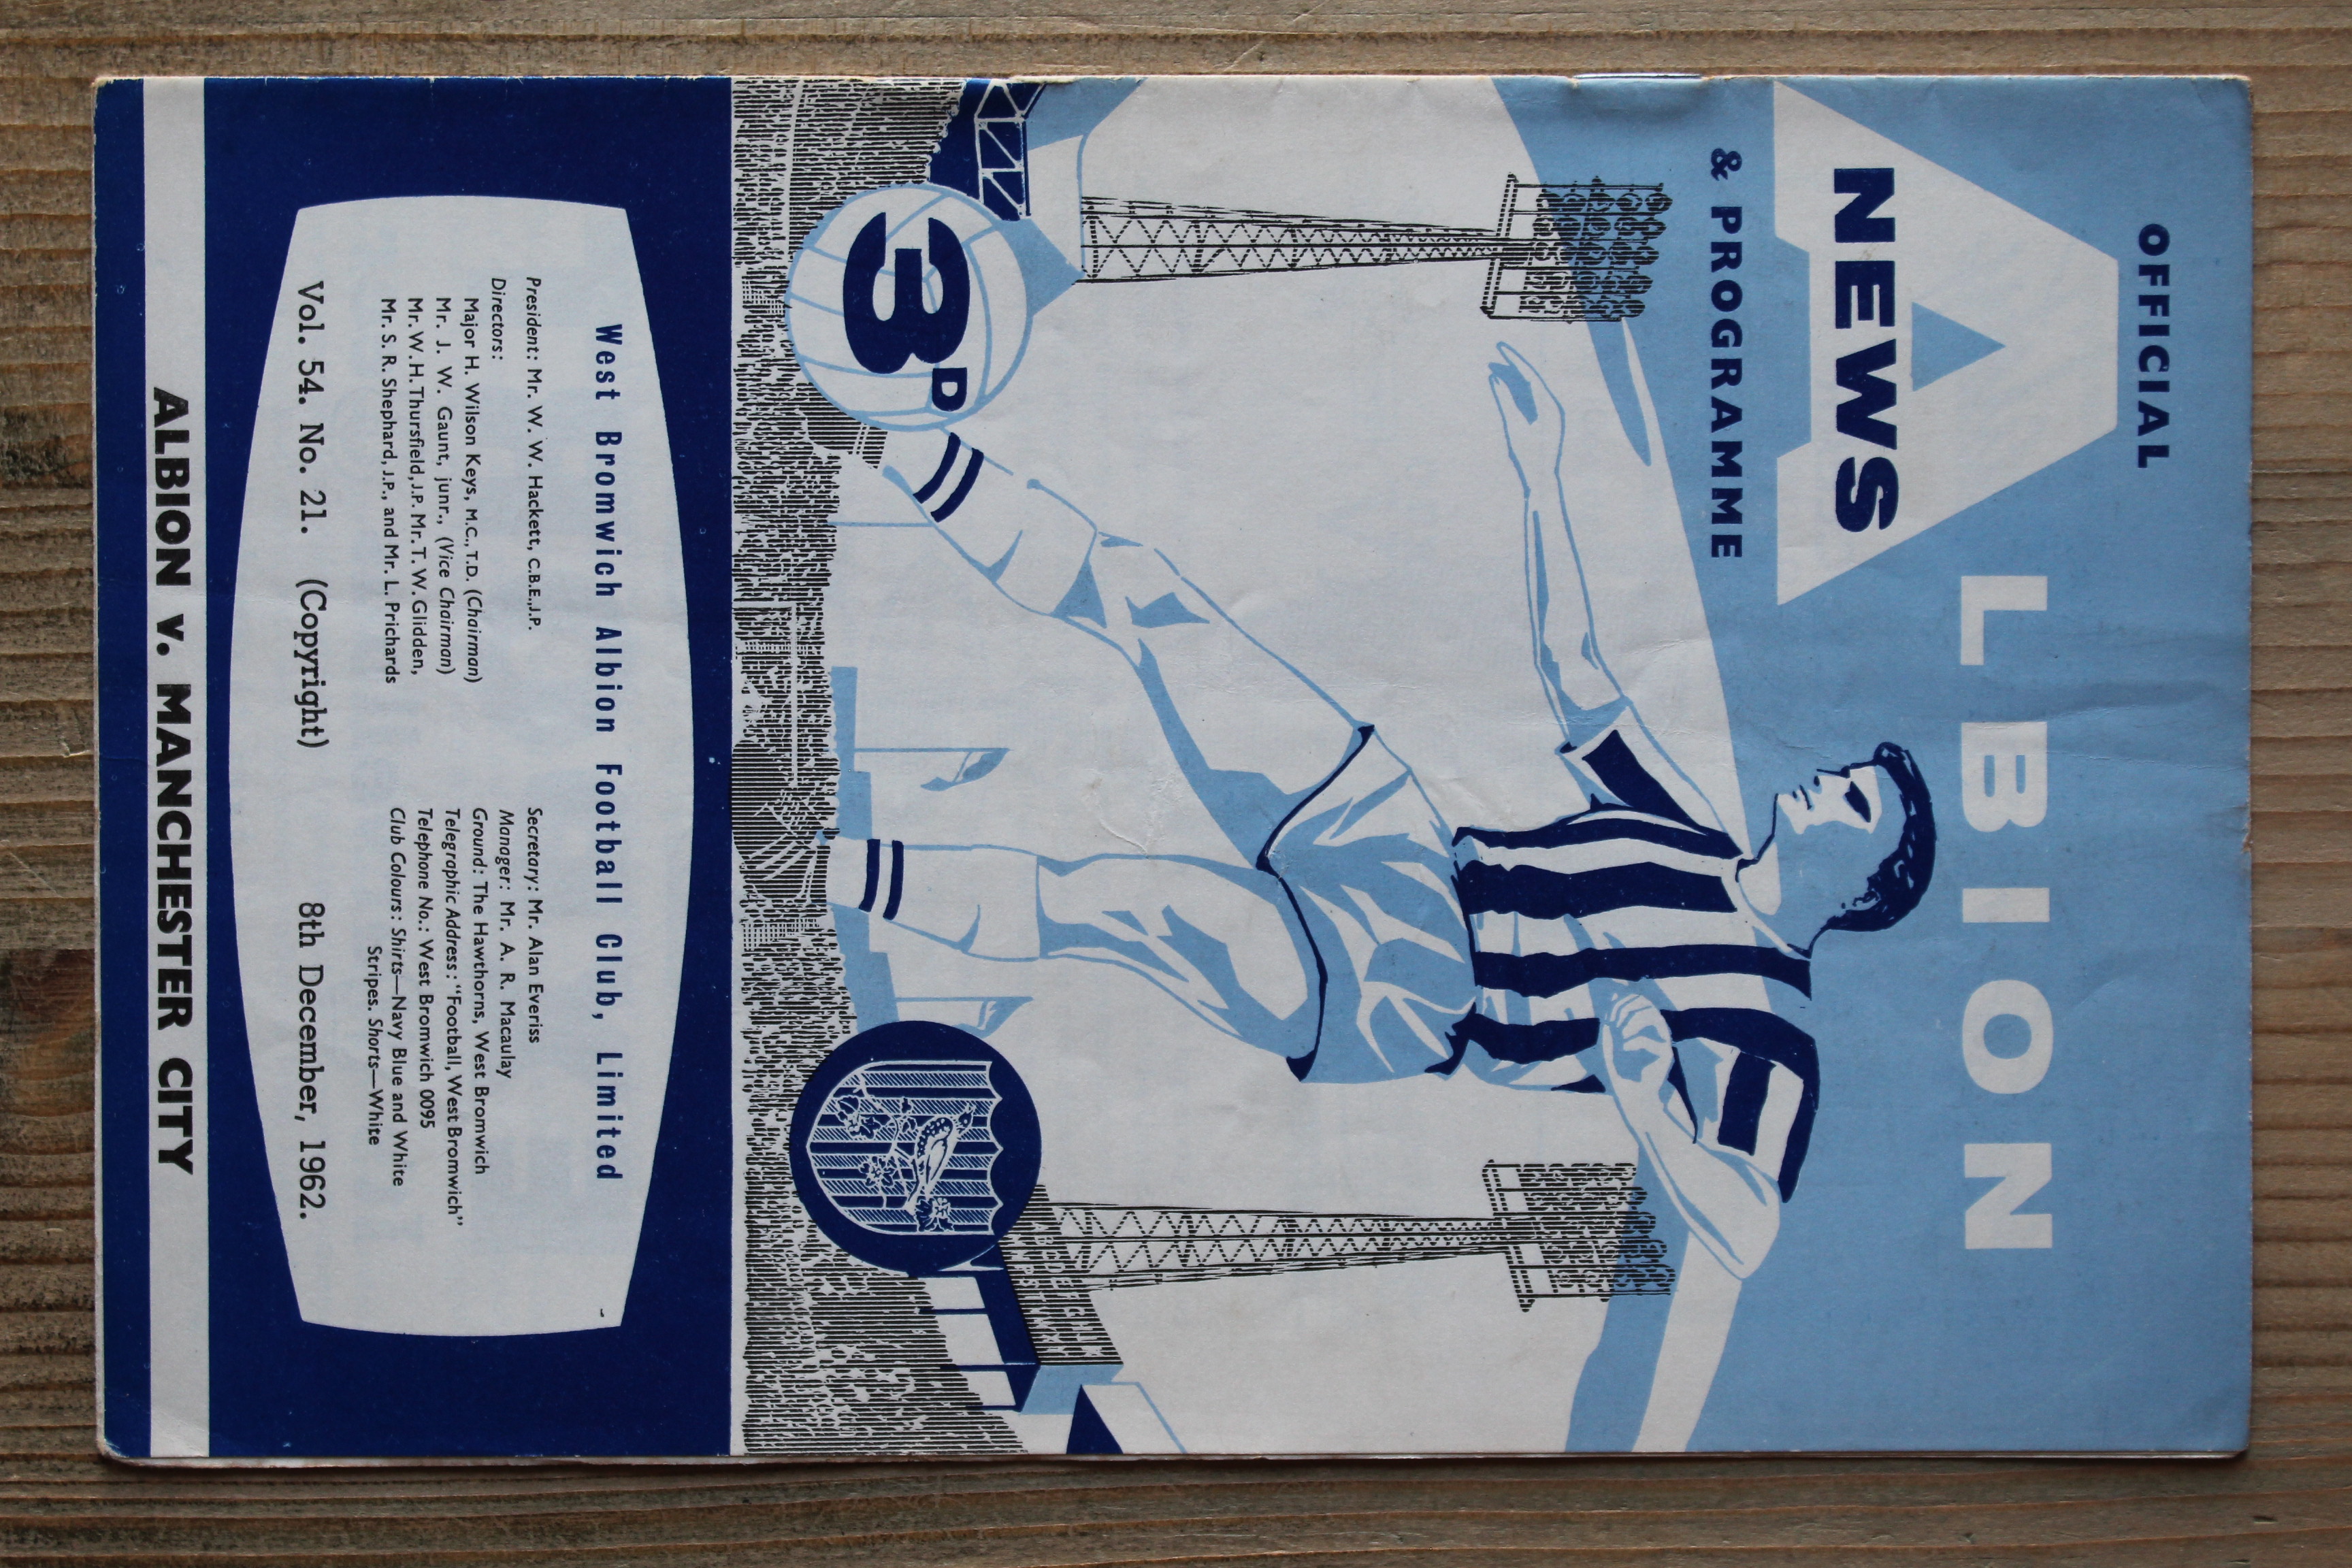 OFFICIAL
ALBION
NEWS
& PROGRAMME
3D
A B C D E F G H J K
L M N P S
West Bromwich Albion Football Club, Limited
President: Mr. W. W. Hackett, C.B.E., J.P.
Directors:
Major H. Wilson Keys, M.C., T.D. (Chairman)
Mr. J. W. Gaunt, junr., (Vice Chairman)
Mr. W. H. Thursfield, J.P. Mr. T. W. Glidden,
Mr. S. R. Shephard, J.P., and Mr. L. Prichards
Secretary: Mr. Alan Everiss
Manager: Mr. A. R. Macaulay
Ground: The Hawthorns, West Bromwich
Telegraphic Address: "Football, West Bromwich"
Telephone No.: West Bromwich 0095
Club Colours: Shirts—Navy Blue and White
Stripes. Shorts—White
Vol. 54. No. 21. (Copyright) 8th December, 1962.
ALBION v. MANCHESTER CITY